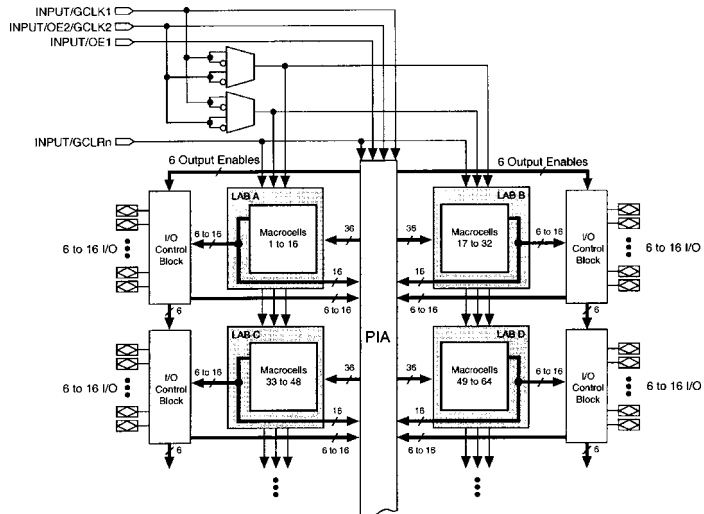 INPUT/GCLK1
INPUT/OE2/GCLK2
INPUT/OE1
INPUT/GCLRn
6 Output Enables
6 Output Enables
LAB A
LAB B
I/O
Control
Block
6 to 16
Macrocells
1 to 16
36
36
Macrocells
17 to 32
6 to 16
I/O
Control
Block
6 to 16 I/O
6 to 16 I/O
16
16
6 to 16
6 to 16
6
6
PIA
LAB C
LAB D
I/O
Control
Block
6 to 16
Macrocells
33 to 48
36
36
Macrocells
49 to 64
6 to 16
I/O
Control
Block
6 to 16 I/O
6 to 16 I/O
16
16
6 to 16
6 to 16
6
6